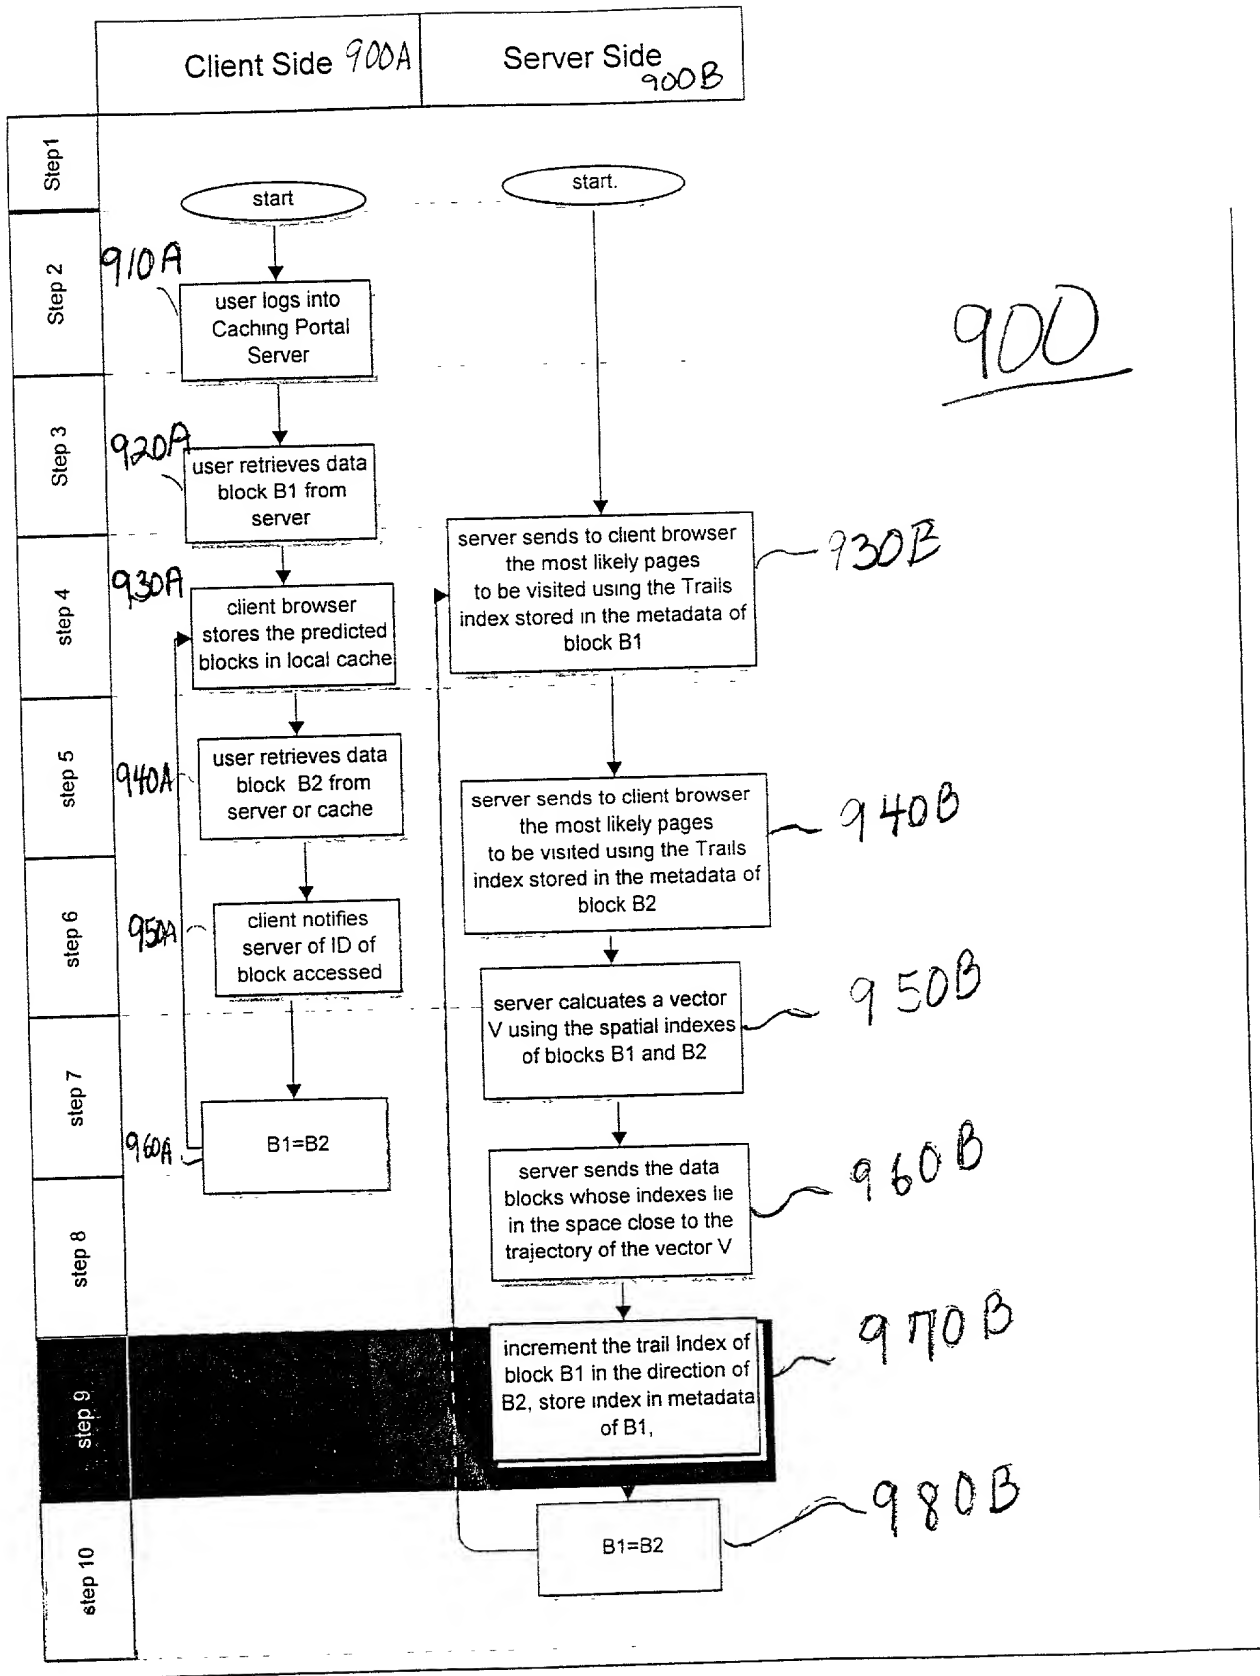 Client Side 900A
Server Side
900B
Step1
start
start.
Step 2
910A
user logs into
Caching Portal
Server
900
Step 3
920A
user retrieves data
block B1 from
server
step 4
930A
client browser
stores the predicted
blocks in local cache
server sends to client browser
the most likely pages
to be visited using the Trails
index stored in the metadata of
block B1
930B
step 5
940A
user retrieves data
block B2 from
server or cache
server sends to client browser
the most likely pages
to be visited using the Trails
index stored in the metadata of
block B2
940B
step 6
950A
client notifies
server of ID of
block accessed
server calcuates a vector
V using the spatial indexes
of blocks B1 and B2
950B
step 7
960A
B1=B2
server sends the data
blocks whose indexes lie
in the space close to the
trajectory of the vector V
960B
step 8
step 9
increment the trail Index of
block B1 in the direction of
B2, store index in metadata
of B1,
970B
step 10
B1=B2
980B